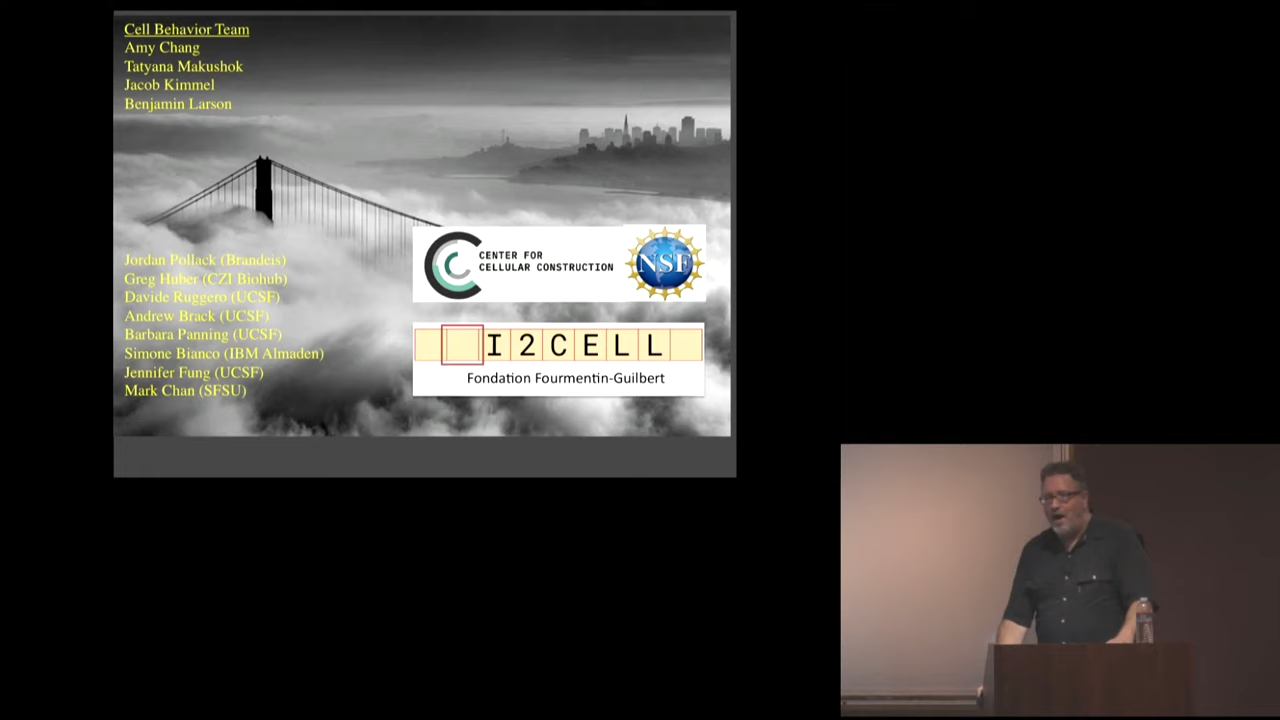 Cell Behavior Team
Amy Chang
Tatyana Makushok
Jacob Kimmel
Benjamin Larson
Jordan Pollack (Brandeis)
Greg Huber (CZI Biohub)
Davide Ruggero (UCSF)
Andrew Brack (UCSF)
Barbara Panning (UCSF)
Simone Bianco (IBM Almaden)
Jennifer Fung (UCSF)
Mark Chan (SFSU)
CENTER FOR
CELLULAR CONSTRUCTION
NSF
I2CELL
Fondation Fourmentin-Guilbert